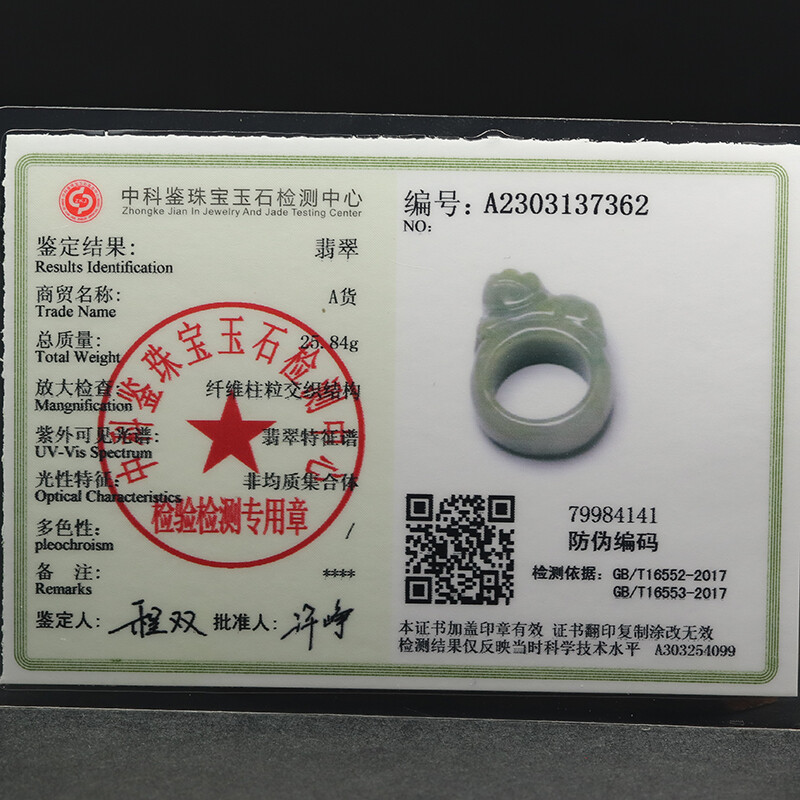 中科鉴珠宝玉石检测中心
Zhongke Jian In Jewelry And Jade Testing Center
鉴定结果: 翡翠
Results Identification
商贸名称: A货
Trade Name
总质量: 25.84g
Total Weight
放大检查: 纤维柱粒交织结构
Mangnification
紫外可见光谱: 翡翠特征谱
UV-Vis Spectrum
光性特征: 非均质集合体
Optical Characteristics
多色性: /
pleochroism
备 注: ****
Remarks
鉴定人: 程双 批准人: 许峥
中科鉴珠宝玉石检测中心
检验检测专用章
编号: A2303137362
NO:
79984141
防伪编码
检测依据: GB/T16552-2017
GB/T16553-2017
本证书加盖印章有效 证书翻印复制涂改无效
检测结果仅反映当时科学技术水平 A303254099